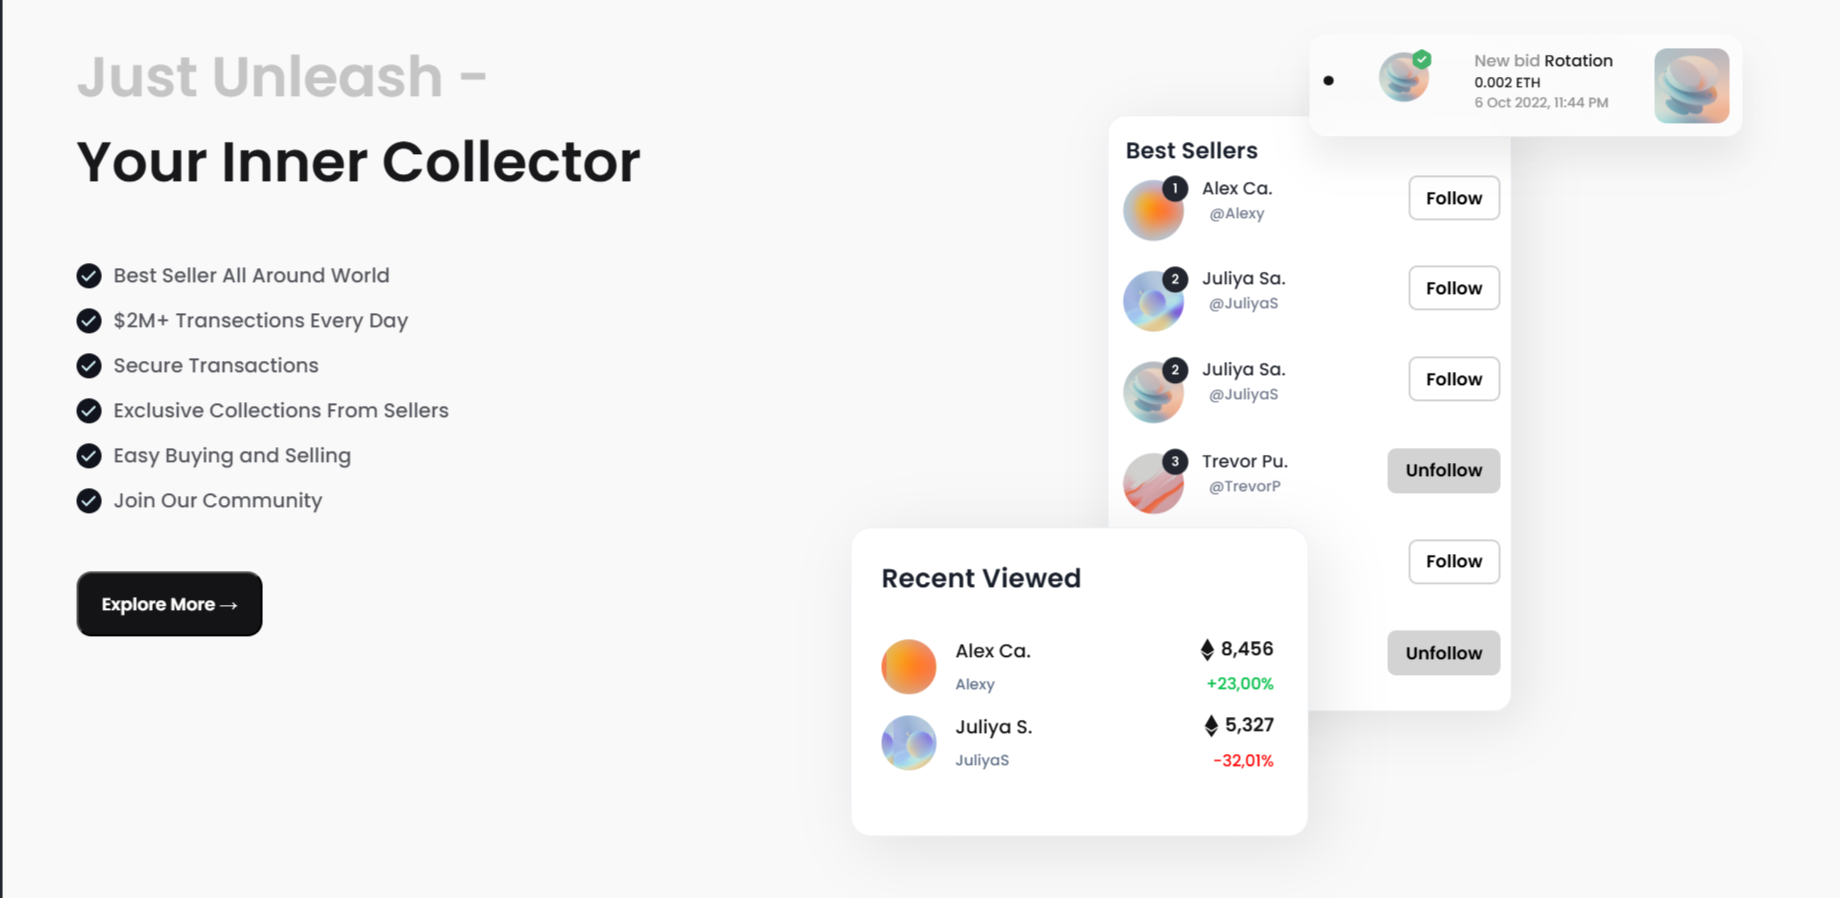 Just Unleash -
Your Inner Collector
Best Seller All Around World
$2M+ Transections Every Day
Secure Transactions
Exclusive Collections From Sellers
Easy Buying and Selling
Join Our Community
Explore More →
New bid Rotation
0.002 ETH
6 Oct 2022, 11:44 PM
Best Sellers
1
Alex Ca.
@Alexy
Follow
2
Juliya Sa.
@JuliyaS
Follow
2
Juliya Sa.
@JuliyaS
Follow
3
Trevor Pu.
@TrevorP
Unfollow
Follow
Unfollow
Recent Viewed
Alex Ca.
8,456
Alexy
+23,00%
Juliya S.
5,327
JuliyaS
-32,01%